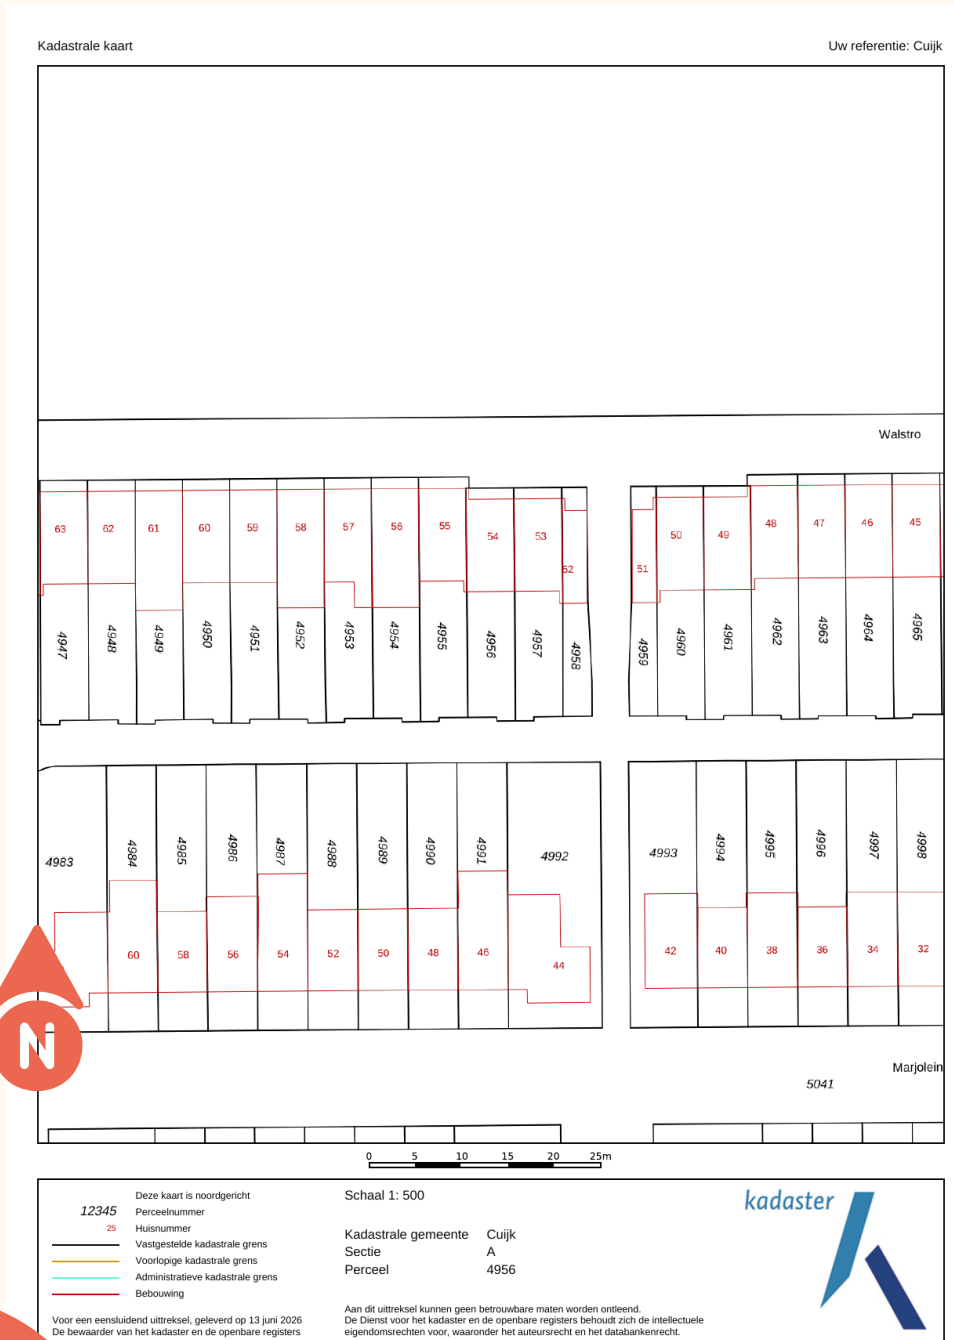 Kadastrale kaart
Uw referentie: Cuijk
Walstro
63 62 61 60 59 58 57 56 55 54 53 52 51 50 49 48 47 46 45
4947 4948 4949 4950 4951 4952 4953 4954 4955 4956 4957 4958 4959 4960 4961 4962 4963 4964 4965
4983 4984 4985 4986 4987 4988 4989 4990 4991 4992 4993 4994 4995 4996 4997 4998
60 58 56 54 52 50 48 46 44 42 40 38 36 34 32
N
Marjolein
5041
0 5 10 15 20 25m
Deze kaart is noordgericht
12345 Perceelnummer
25 Huisnummer
Vastgestelde kadastrale grens
Voorlopige kadastrale grens
Administratieve kadastrale grens
Bebouwing
Voor een eensluidend uittreksel, geleverd op 13 juni 2026
De bewaarder van het kadaster en de openbare registers
Schaal 1: 500
Kadastrale gemeente Cuijk
Sectie A
Perceel 4956
Aan dit uittreksel kunnen geen betrouwbare maten worden ontleend.
De Dienst voor het kadaster en de openbare registers behoudt zich de intellectuele
eigendomsrechten voor, waaronder het auteursrecht en het databankenrecht.
kadaster